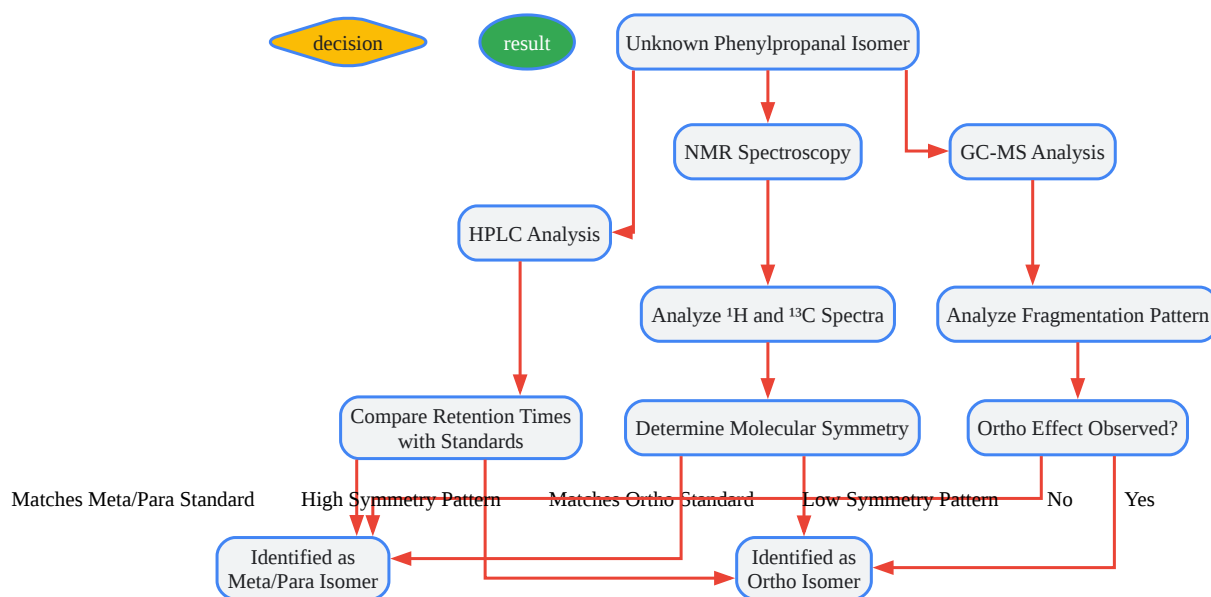 decision
result
Unknown Phenylpropanal Isomer
NMR Spectroscopy
GC-MS Analysis
HPLC Analysis
Analyze ¹H and ¹³C Spectra
Analyze Fragmentation Pattern
Compare Retention Times
with Standards
Determine Molecular Symmetry
Ortho Effect Observed?
Matches Meta/Para Standard
High Symmetry Pattern
Matches Ortho Standard
Low Symmetry Pattern
No
Yes
Identified as
Meta/Para Isomer
Identified as
Ortho Isomer